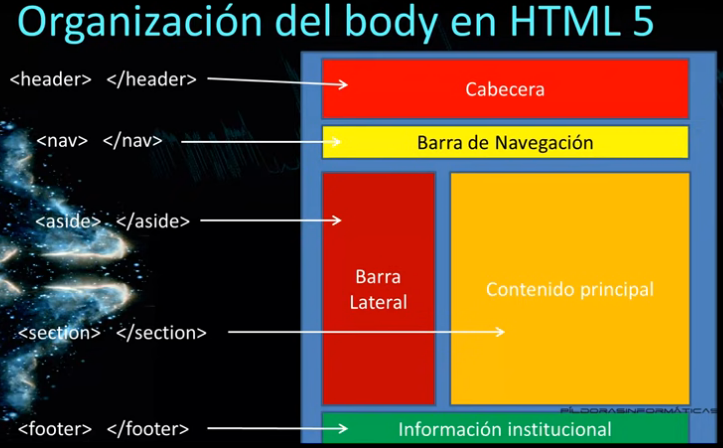 Organización del body en HTML 5
<header> </header>
Cabecera
<nav> </nav>
Barra de Navegación
<aside> </aside>
Barra
Lateral
Contenido principal
<section> </section>
PÍLDORASINFORMÁTICAS
<footer> </footer>
Información institucional